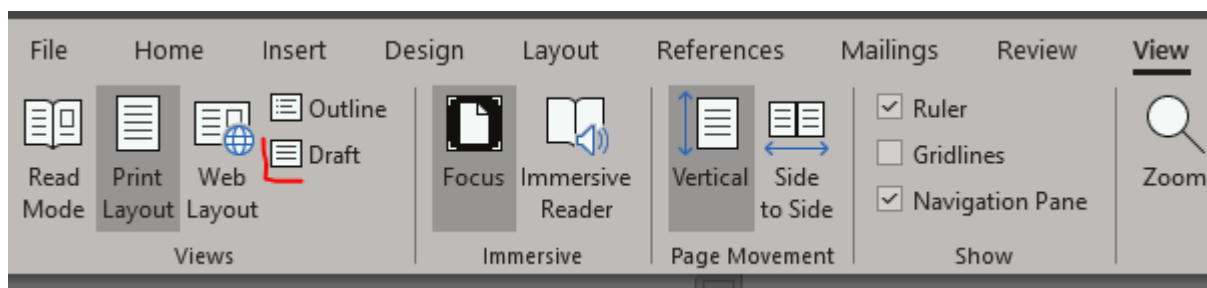 File Home Insert Design Layout References Mailings Review View
Outline Ruler
Draft Gridlines
Read Print Web Focus Immersive Vertical Side Zoom
Mode Layout Layout Reader to Side Navigation Pane
Views Immersive Page Movement Show